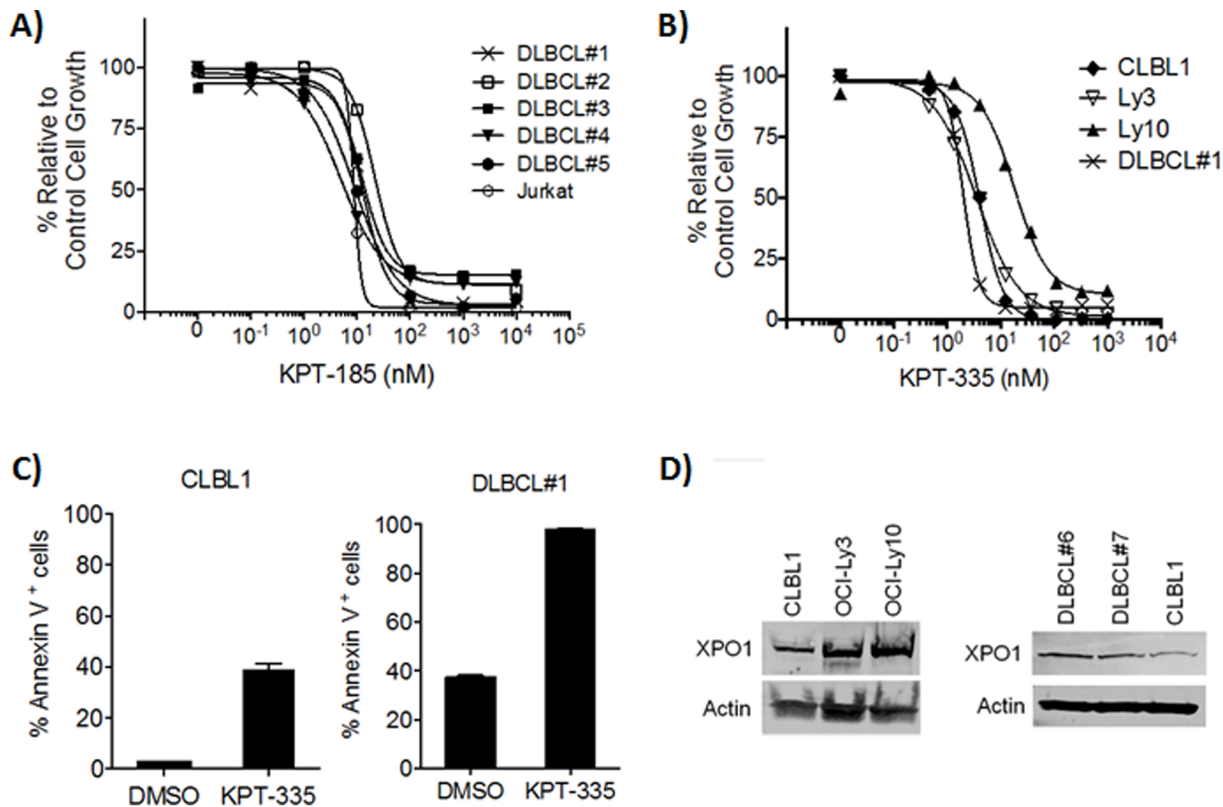 A)
% Relative to
Control Cell Growth
100
75
50
25
0
0 10⁻¹ 10⁰ 10¹ 10² 10³ 10⁴ 10⁵
KPT-185 (nM)
DLBCL#1
DLBCL#2
DLBCL#3
DLBCL#4
DLBCL#5
Jurkat
B)
% Relative to
Control Cell Growth
100
75
50
25
0
0 10⁻¹ 10⁰ 10¹ 10² 10³ 10⁴
KPT-335 (nM)
CLBL1
Ly3
Ly10
DLBCL#1
C)
CLBL1
% Annexin V⁺ cells
100
80
60
40
20
0
DMSO KPT-335
DLBCL#1
% Annexin V⁺ cells
100
80
60
40
20
0
DMSO KPT-335
D)
CLBL1
OCI-Ly3
OCI-Ly10
XPO1
Actin
DLBCL#6
DLBCL#7
CLBL1
XPO1
Actin